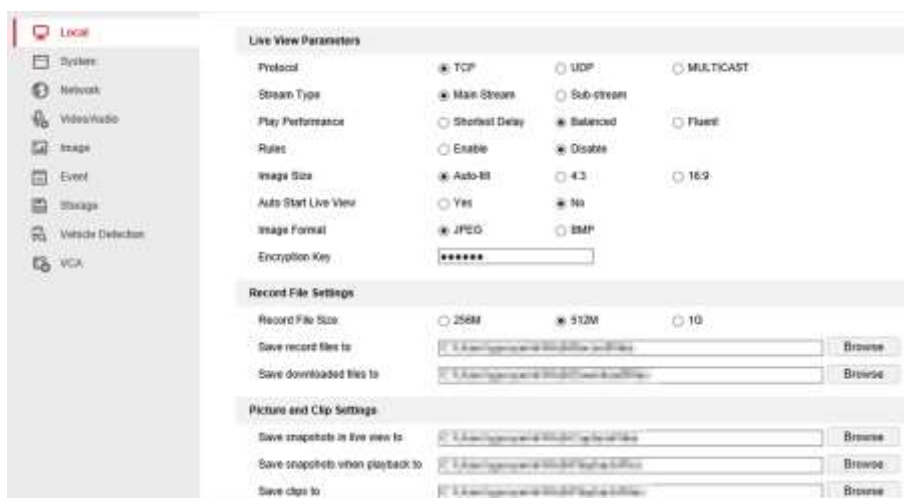 Local
System
Network
Video/Audio
Image
Event
Storage
Vehicle Detection
VCA
Live View Parameters
Protocol TCP UDP MULTICAST
Stream Type Main Stream Sub-stream
Play Performance Shortest Delay Balanced Fluent
Rules Enable Disable
Image Size Auto-fill 4:3 16:9
Auto Start Live View Yes No
Image Format JPEG BMP
Encryption Key ••••••
Record File Settings
Record File Size 256M 512M 1G
Save record files to Browse
Save downloaded files to Browse
Picture and Clip Settings
Save snapshots in live view to Browse
Save snapshots when playback to Browse
Save clips to Browse